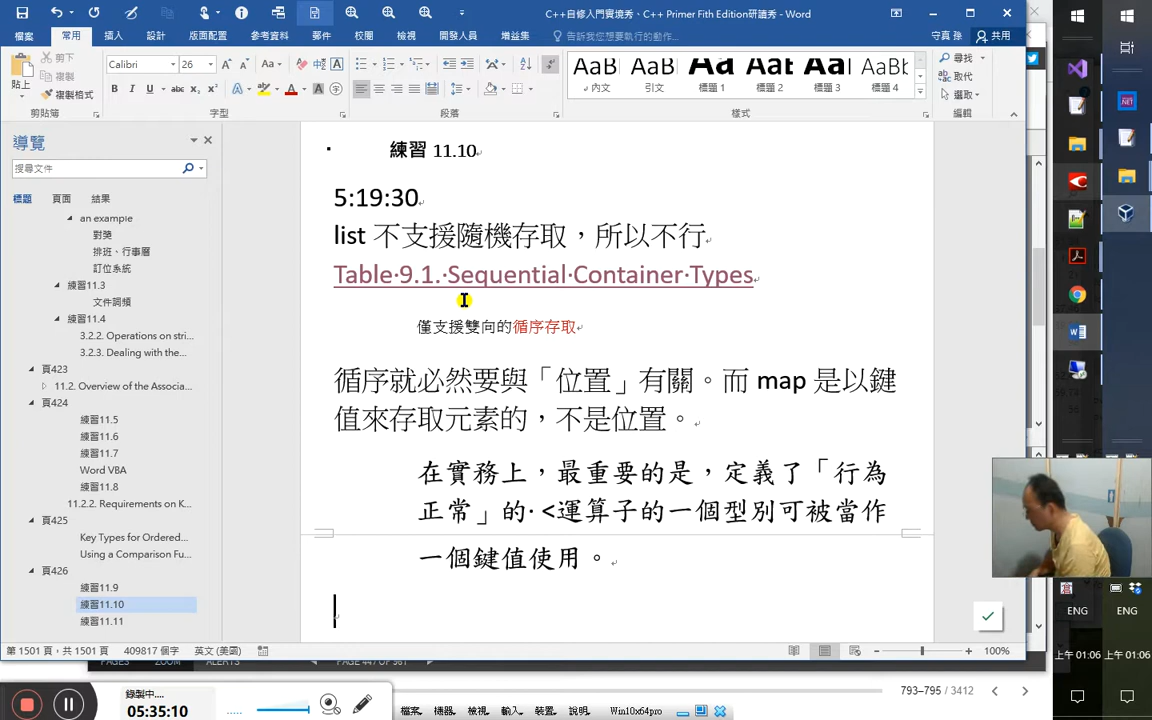 C++自修入門實境秀、C++ Primer Fith Edition研讀秀 - Word
檔案 常用 插入 設計 版面配置 參考資料 郵件 校閱 檢視 開發人員 增益集 告訴我您想要執行的動作... 守真 孫 共用
貼上 剪下 複製 複製格式
Calibri 26
AaB AaB Aa AaB AaI AaBb
內文 引文 標題 1 標題 2 標題 3 標題 4
尋找 取代 選取
剪貼簿 字型 段落 樣式 編輯
導覽
搜尋文件
標題 頁面 結果
an example
對奬
排班、行事曆
訂位系統
練習11.3
文件詞頻
練習11.4
3.2.2. Operations on stri...
3.2.3. Dealing with the...
頁423
11.2. Overview of the Associa...
頁424
練習11.5
練習11.6
練習11.7
Word VBA
練習11.8
11.2.2. Requirements on K...
頁425
Key Types for Ordered...
Using a Comparison Fu...
頁426
練習11.9
練習11.10
練習11.11
練習 11.10
5:19:30
list 不支援隨機存取，所以不行
Table 9.1. Sequential Container Types
僅支援雙向的循序存取
循序就必然要與「位置」有關。而 map 是以鍵
值來存取元素的，不是位置。
在實務上，最重要的是，定義了「行為
正常」的 <運算子的一個型別可被當作
一個鍵值使用。
第 1501 頁，共 1501 頁 409817 個字 英文 (美國) 100%
PAGES ZOOM ALERTS PAGE 447 OF 981
錄製中....
05:35:10
793–795 / 3412
檔案 機器 檢視 輸入 裝置 說明 Win10x64pro
ENG ENG
上午 01:06 上午 01:06